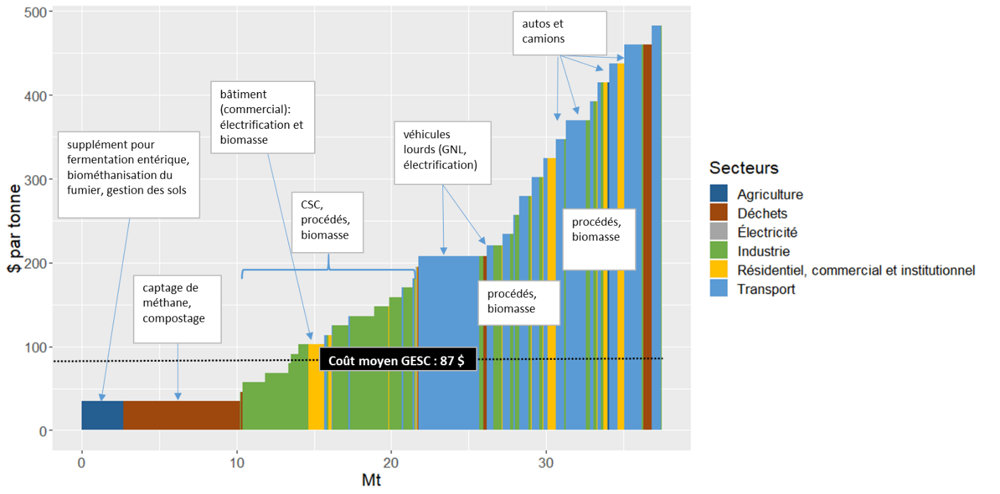 500
400
300
200
100
0
$ par tonne
0
10
20
30
Mt
supplément pour
fermentation entérique,
biométhanisation du
fumier, gestion des sols
captage de
méthane,
compostage
bâtiment
(commercial):
électrification et
biomasse
CSC,
procédés,
biomasse
véhicules
lourds (GNL,
électrification)
autos et
camions
procédés,
biomasse
procédés,
biomasse
Coût moyen GESC : 87 $
Secteurs
Agriculture
Déchets
Électricité
Industrie
Résidentiel, commercial et institutionnel
Transport